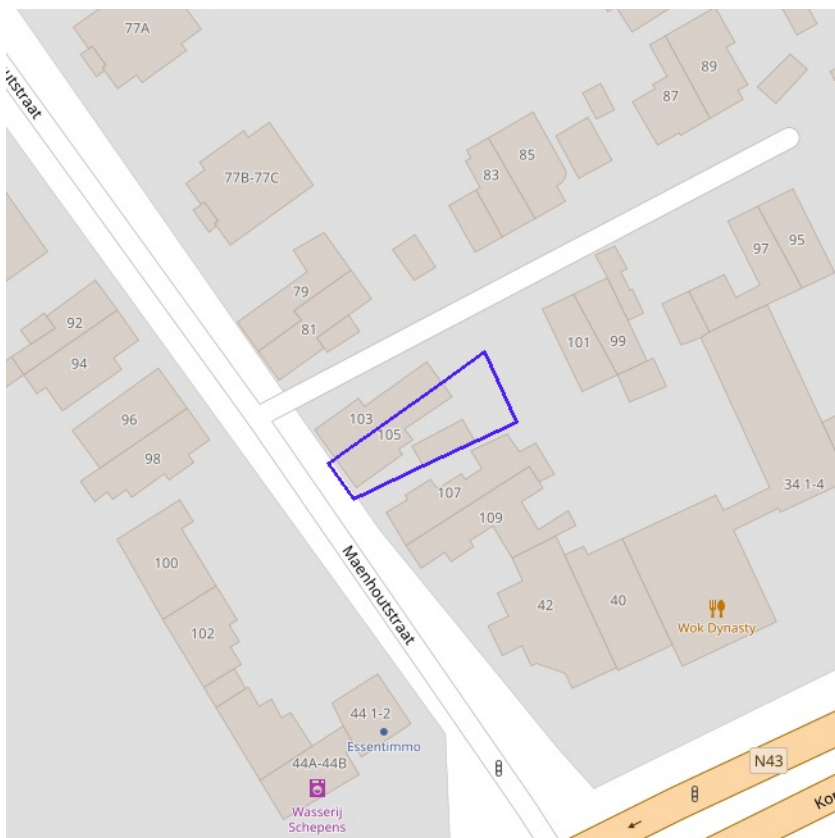 77A
utstraat
89
87
85
83
77B-77C
97
95
79
81
92
94
101
99
96
98
103
105
107
109
34 1-4
100
102
42
40
Wok Dynasty
Maenhoutstraat
44 1-2
Essentimmo
44A-44B
Wasserij
Schepens
N43
Kor